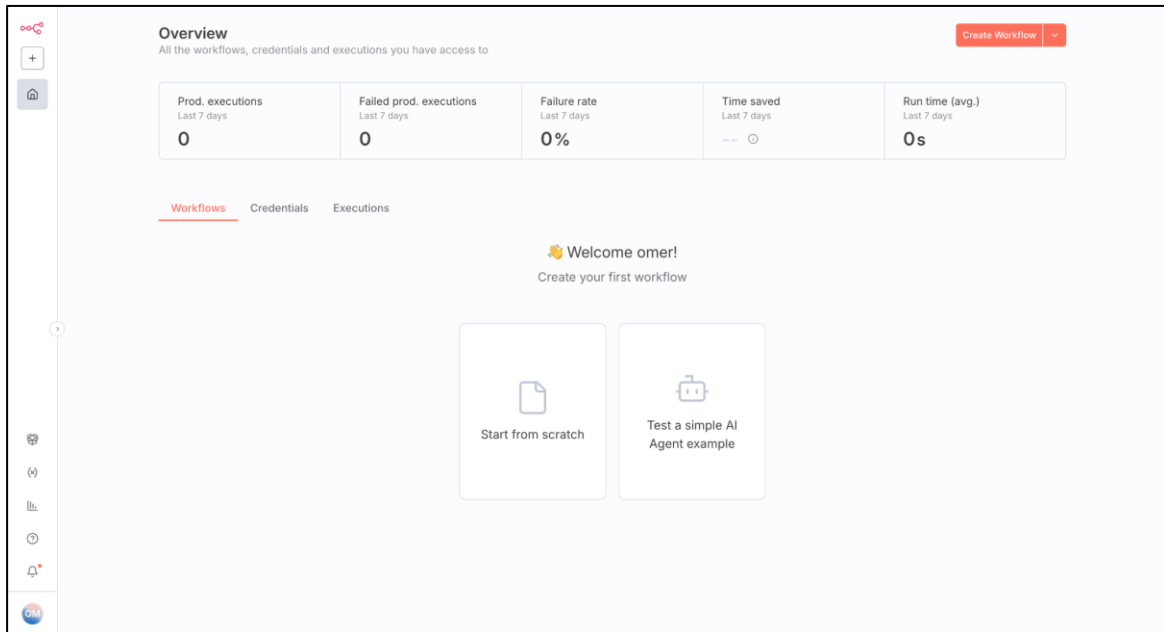 Overview
All the workflows, credentials and executions you have access to
Create Workflow
Prod. executions
Last 7 days
0
Failed prod. executions
Last 7 days
0
Failure rate
Last 7 days
0%
Time saved
Last 7 days
--
Run time (avg.)
Last 7 days
0s
Workflows Credentials Executions
👋 Welcome omer!
Create your first workflow
Start from scratch
Test a simple AI
Agent example
OM